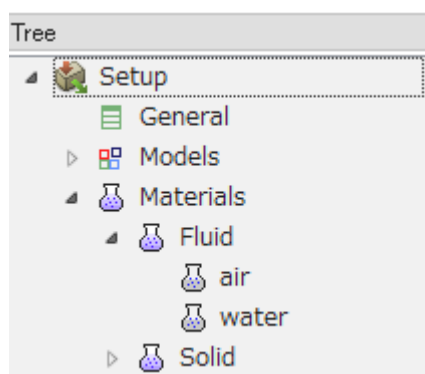 Tree
Setup
General
Models
Materials
Fluid
air
water
Solid